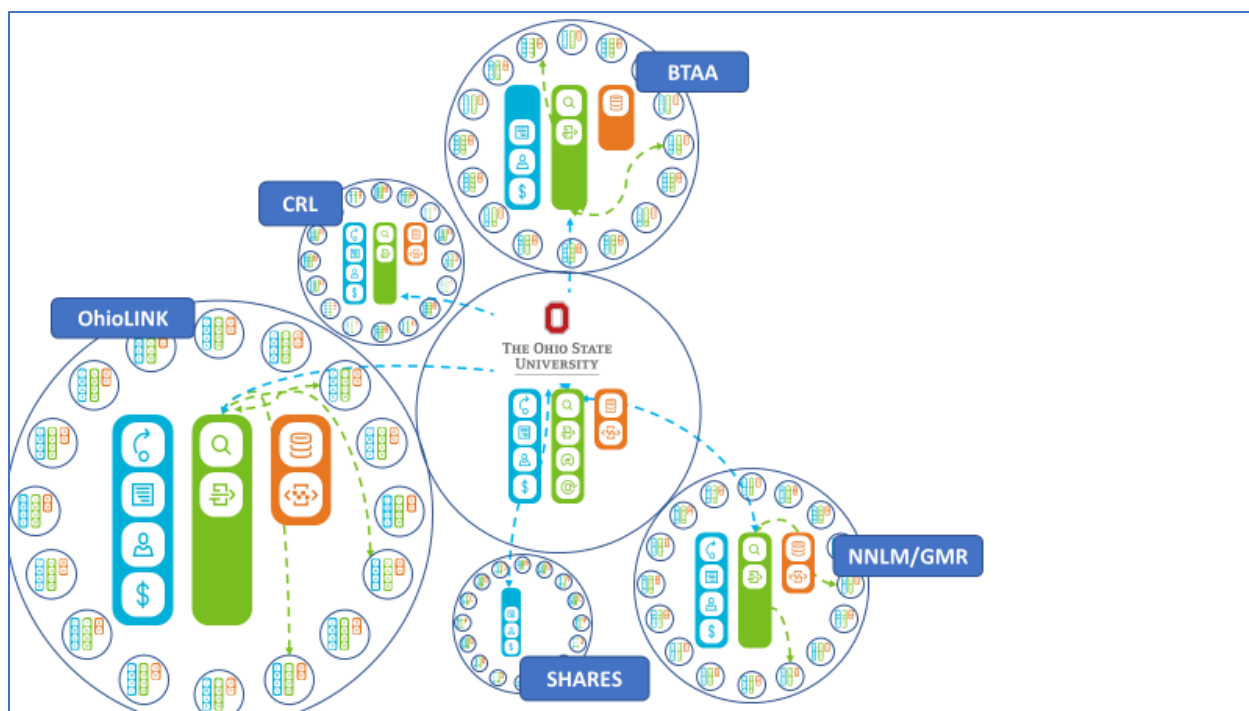 BTAA
CRL
OhioLINK
O
THE OHIO STATE
UNIVERSITY
NNLM/GMR
SHARES